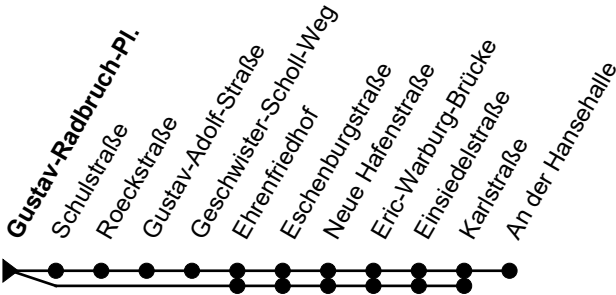 Gustav-Radbruch-Pl.
Schulstraße
Roeckstraße
Gustav-Adolf-Straße
Geschwister-Scholl-Weg
Ehrenfriedhof
Eschenburgstraße
Neue Hafenstraße
Eric-Warburg-Brücke
Einsiedelstraße
Karlstraße
An der Hansehalle